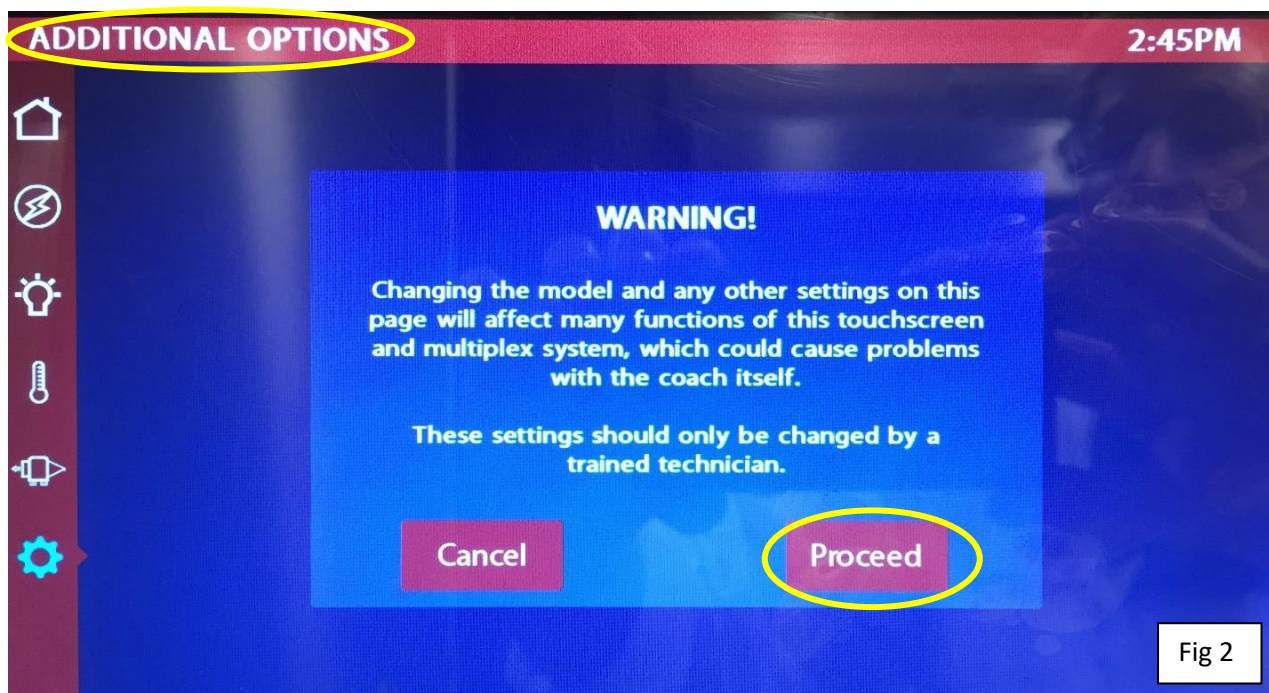 ADDITIONAL OPTIONS
2:45PM
WARNING!
Changing the model and any other settings on this
page will affect many functions of this touchscreen
and multiplex system, which could cause problems
with the coach itself.
These settings should only be changed by a
trained technician.
Cancel
Proceed
Fig 2